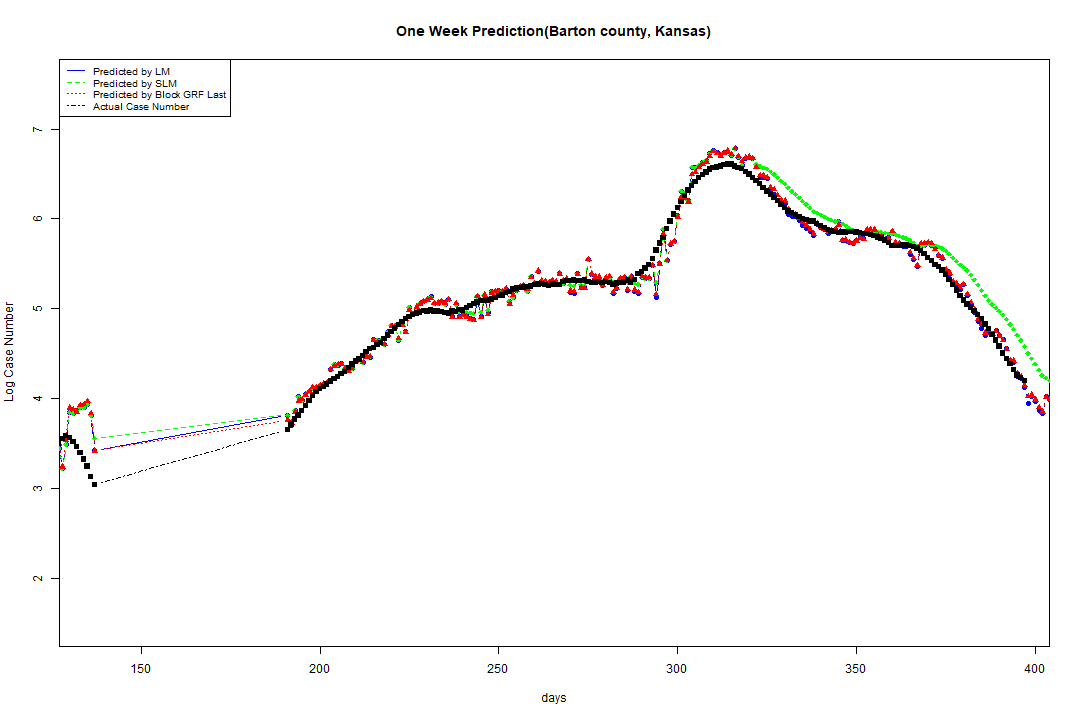 One Week Prediction(Barton county, Kansas)
Predicted by LM
Predicted by SLM
Predicted by Block GRF Last
Actual Case Number
Log Case Number
7
6
5
4
3
2
150 200 250 300 350 400
days